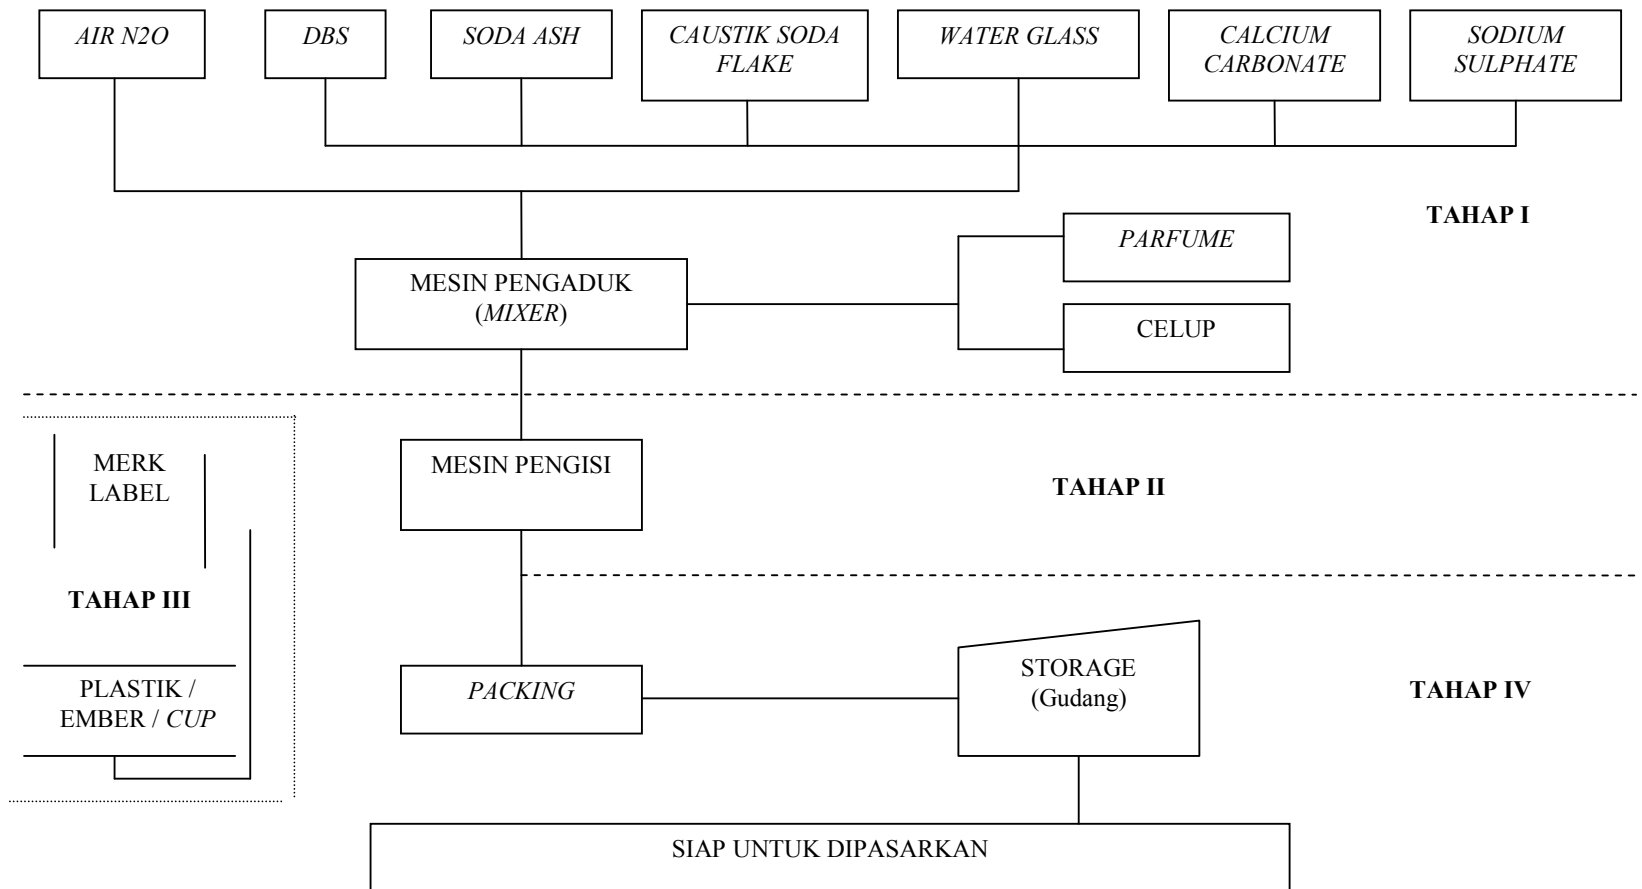 AIR N2O
DBS
SODA ASH
CAUSTIK SODA
FLAKE
WATER GLASS
CALCIUM
CARBONATE
SODIUM
SULPHATE
TAHAP I
PARFUME
MESIN PENGADUK
(MIXER)
CELUP
MERK
LABEL
MESIN PENGISI
TAHAP II
TAHAP III
PLASTIK /
EMBER / CUP
PACKING
STORAGE
(Gudang)
TAHAP IV
SIAP UNTUK DIPASARKAN